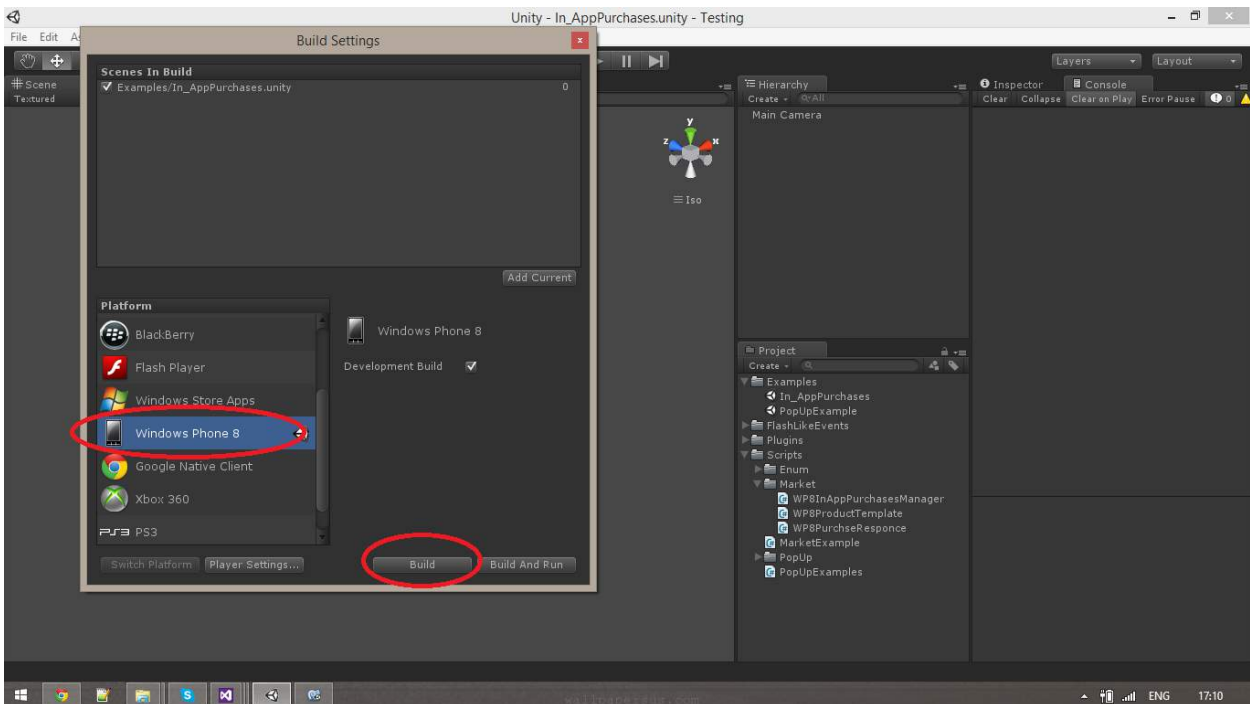 Unity - In_AppPurchases.unity - Testing
File Edit A
Build Settings
Layers Layout
Scenes In Build
Examples/In_AppPurchases.unity 0
Add Current
Platform
BlackBerry
Flash Player
Windows Store Apps
Windows Phone 8
Google Native Client
Xbox 360
PS3 PS3
Windows Phone 8
Development Build
Switch Platform Player Settings... Build Build And Run
Scene
Textured
y
z x
Iso
Hierarchy
Create All
Main Camera
Project
Create
Examples
In_AppPurchases
PopUpExample
FlashLikeEvents
Plugins
Scripts
Enum
Market
WP8InAppPurchasesManager
WP8ProductTemplate
WP8PurchseResponce
MarketExample
PopUp
PopUpExamples
Inspector Console
Clear Collapse Clear on Play Error Pause 0
ENG 17:10